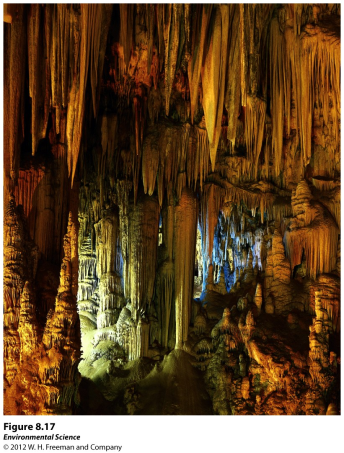 Figure 8.17
Environmental Science
© 2012 W. H. Freeman and Company